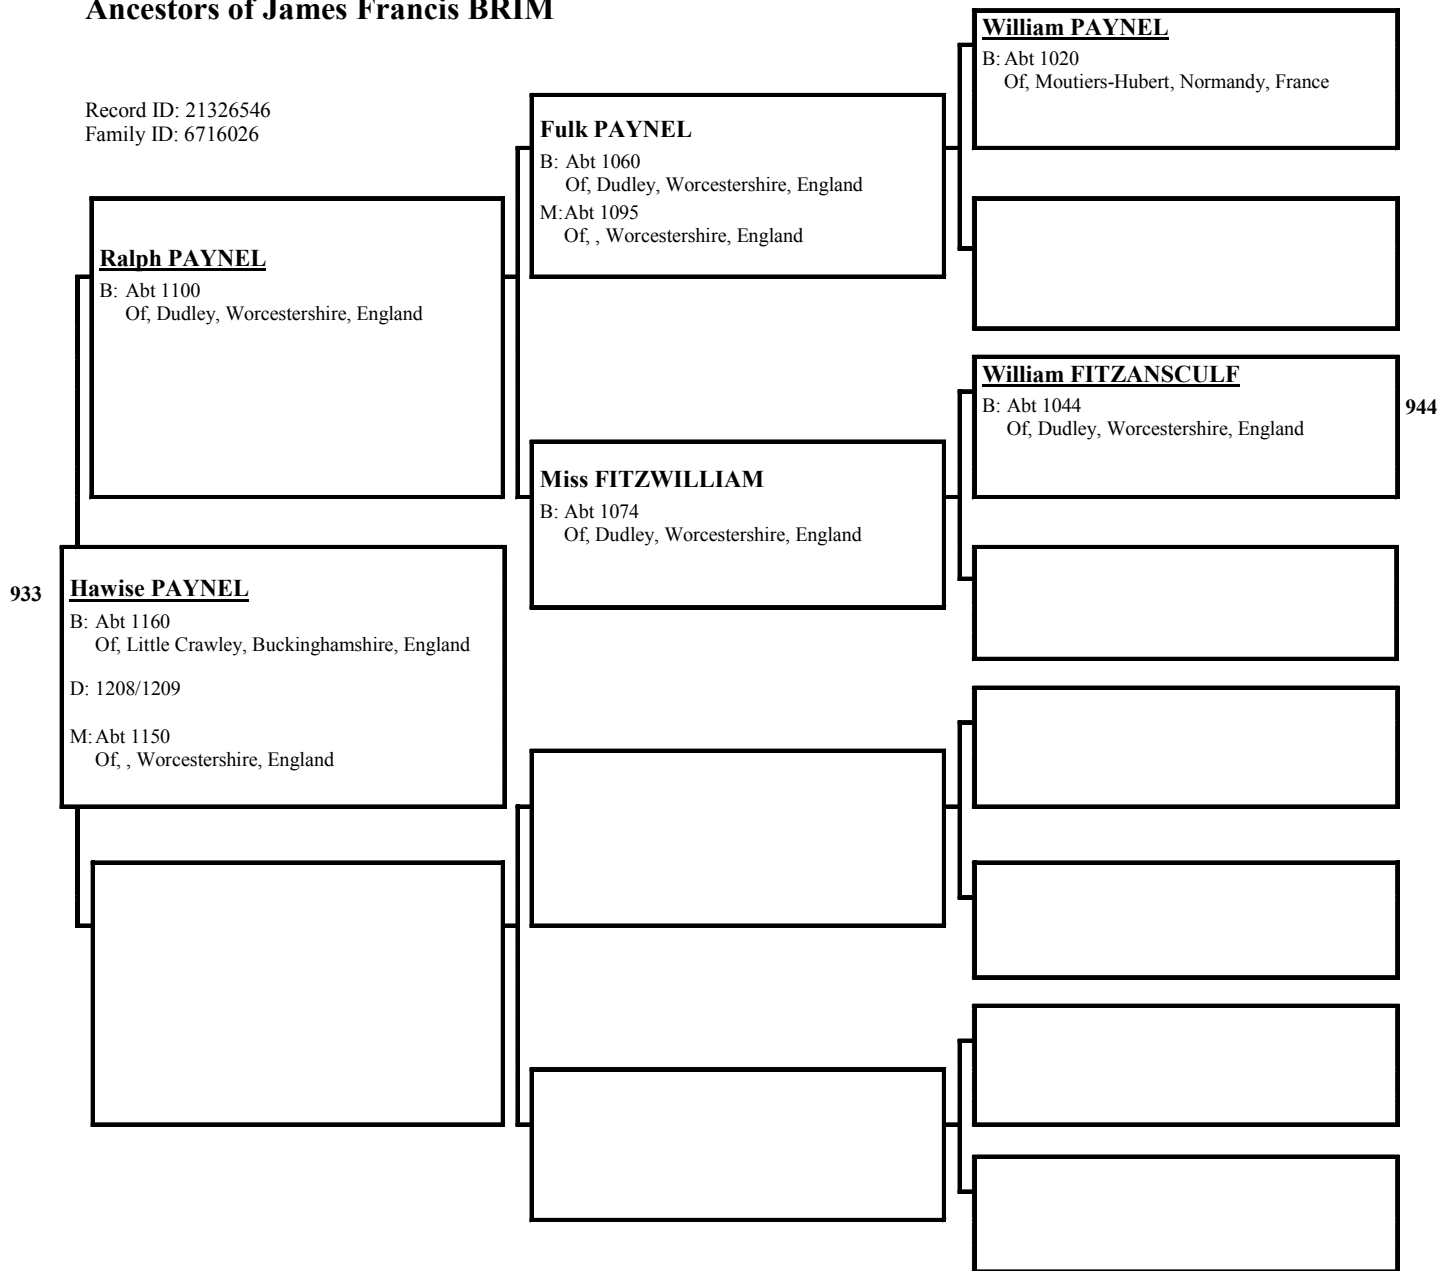 Ancestors of James Francis BRIM
Record ID: 21326546
Family ID: 6716026
William PAYNEL
B: Abt 1020
Of, Moutiers-Hubert, Normandy, France
Fulk PAYNEL
B: Abt 1060
Of, Dudley, Worcestershire, England
M:Abt 1095
Of, , Worcestershire, England
Ralph PAYNEL
B: Abt 1100
Of, Dudley, Worcestershire, England
William FITZANSCULF
B: Abt 1044
Of, Dudley, Worcestershire, England
944
Miss FITZWILLIAM
B: Abt 1074
Of, Dudley, Worcestershire, England
933
Hawise PAYNEL
B: Abt 1160
Of, Little Crawley, Buckinghamshire, England
D: 1208/1209
M:Abt 1150
Of, , Worcestershire, England